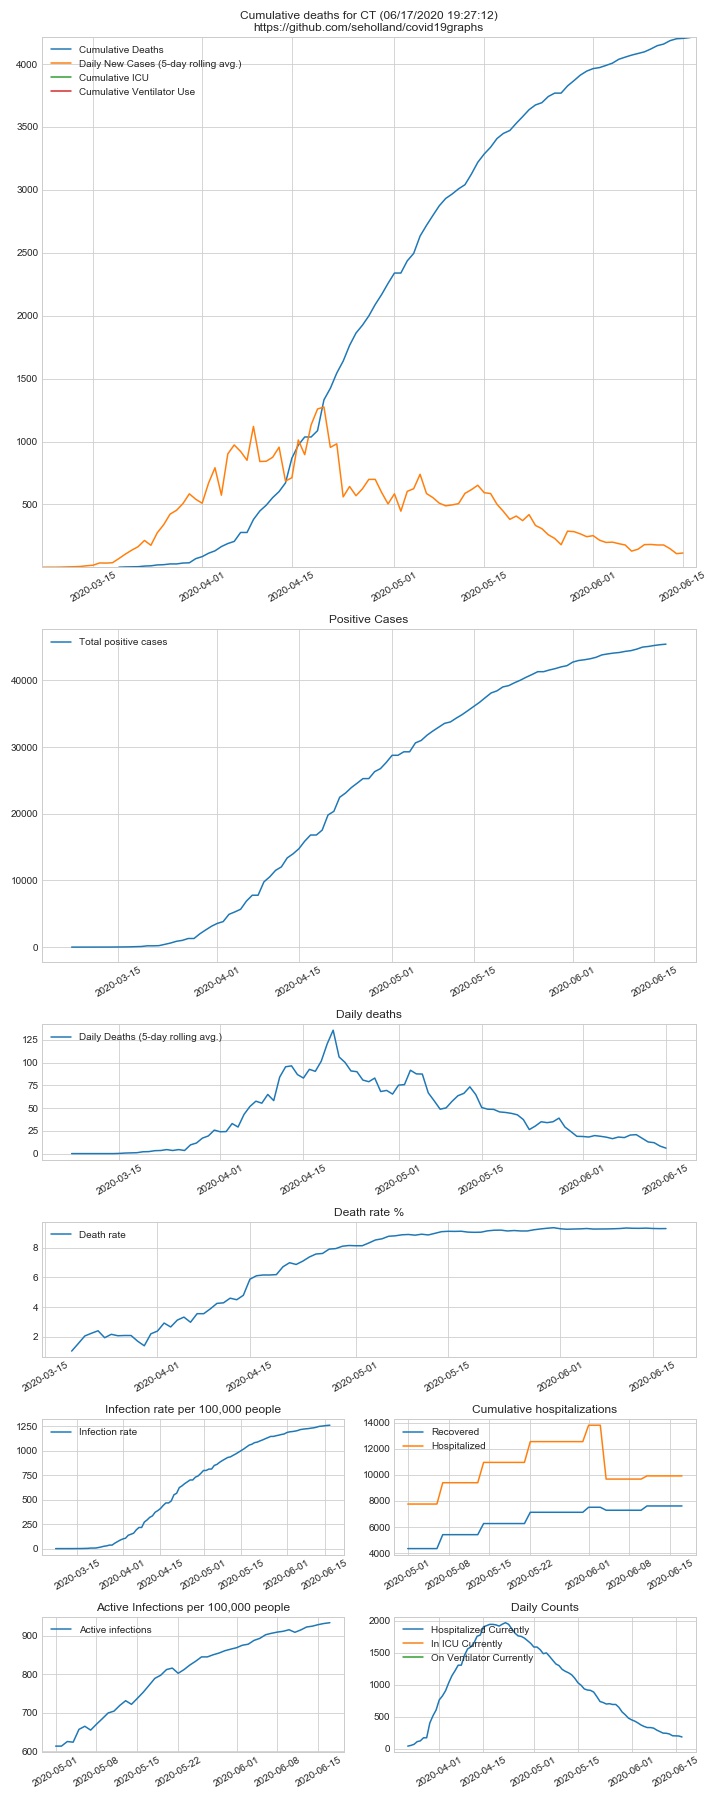 Cumulative deaths for CT (06/17/2020 19:27:12)
https://github.com/seholland/covid19graphs
Cumulative Deaths
Daily New Cases (5-day rolling avg.)
Cumulative ICU
Cumulative Ventilator Use
4000
3500
3000
2500
2000
1500
1000
500
2020-03-15 2020-04-01 2020-04-15 2020-05-01 2020-05-15 2020-06-01 2020-06-15
Positive Cases
Total positive cases
40000
30000
20000
10000
0
2020-03-15 2020-04-01 2020-04-15 2020-05-01 2020-05-15 2020-06-01 2020-06-15
Daily deaths
Daily Deaths (5-day rolling avg.)
125
100
75
50
25
0
2020-03-15 2020-04-01 2020-04-15 2020-05-01 2020-05-15 2020-06-01 2020-06-15
Death rate %
Death rate
8
6
4
2
2020-03-15 2020-04-01 2020-04-15 2020-05-01 2020-05-15 2020-06-01 2020-06-15
Infection rate per 100,000 people
Infection rate
1250
1000
750
500
250
0
2020-03-15 2020-04-01 2020-04-15 2020-05-01 2020-05-15 2020-06-01 2020-06-15
Cumulative hospitalizations
Recovered
Hospitalized
14000
12000
10000
8000
6000
4000
2020-05-01 2020-05-08 2020-05-15 2020-05-22 2020-06-01 2020-06-08 2020-06-15
Active Infections per 100,000 people
Active infections
900
800
700
600
2020-05-01 2020-05-08 2020-05-15 2020-05-22 2020-06-01 2020-06-08 2020-06-15
Daily Counts
Hospitalized Currently
In ICU Currently
On Ventilator Currently
2000
1500
1000
500
0
2020-04-01 2020-04-15 2020-05-01 2020-05-15 2020-06-01 2020-06-15